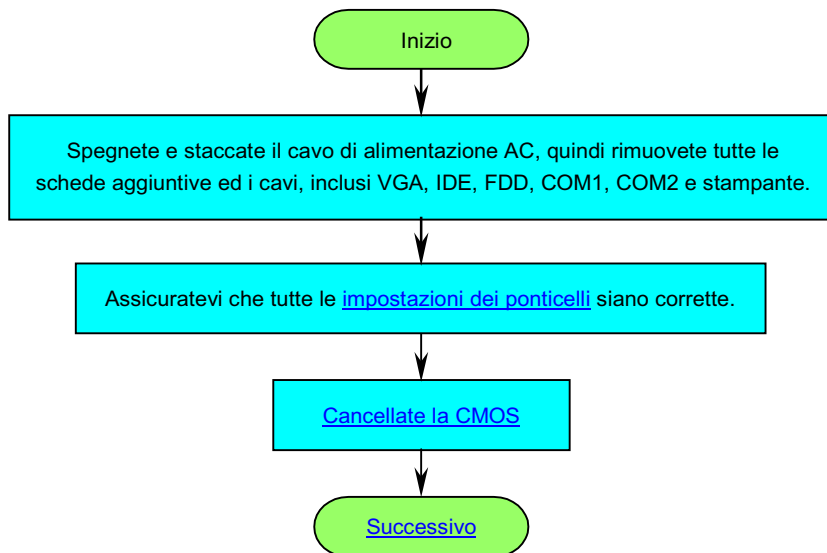 Inizio
Spegnete e staccate il cavo di alimentazione AC, quindi rimuovete tutte le
schede aggiuntive ed i cavi, inclusi VGA, IDE, FDD, COM1, COM2 e stampante.
Assicuratevi che tutte le impostazioni dei ponticelli siano corrette.
Cancellate la CMOS
Successivo